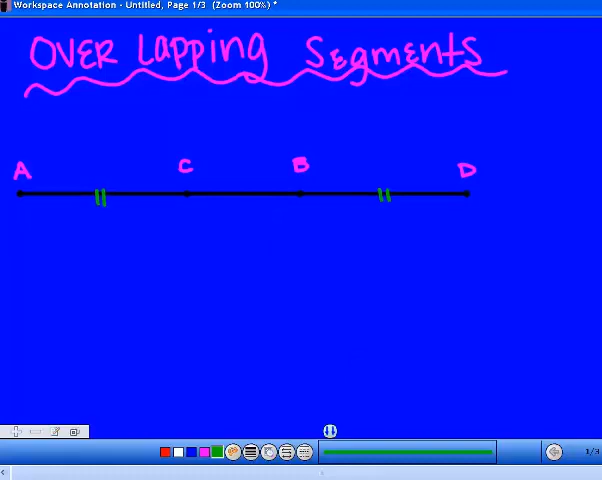 Workspace Annotation - Untitled, Page 1/3 (Zoom 100%) *
OVER Lapping Segments
A C B D
1/3